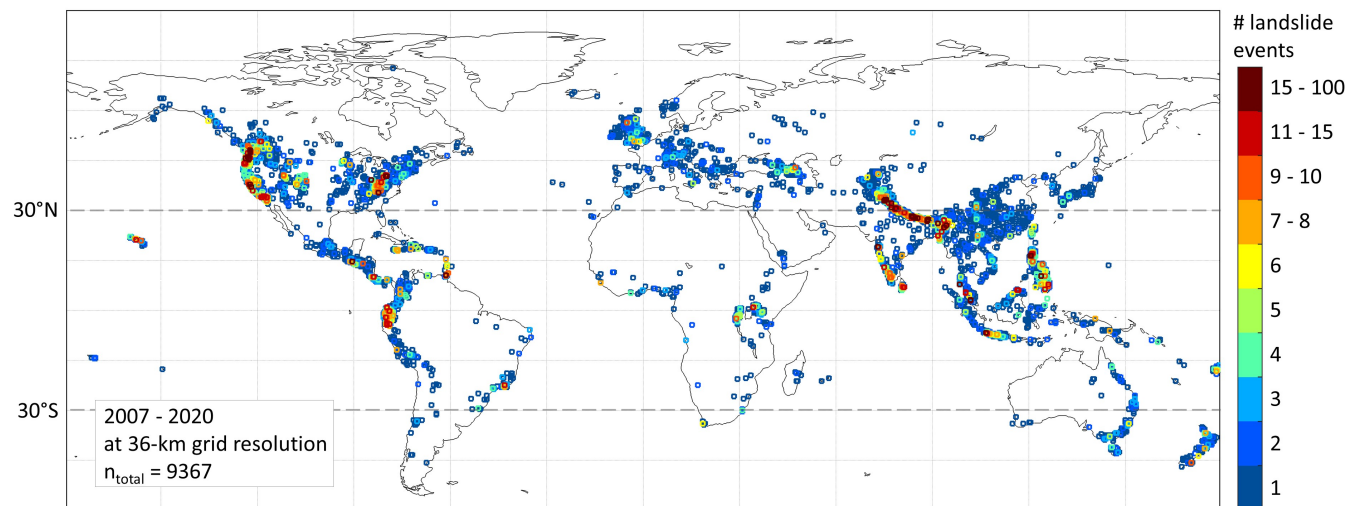 # landslide
events
15 - 100
11 - 15
9 - 10
7 - 8
6
5
4
3
2
1
30°N
30°S
2007 - 2020
at 36-km grid resolution
n_total = 9367